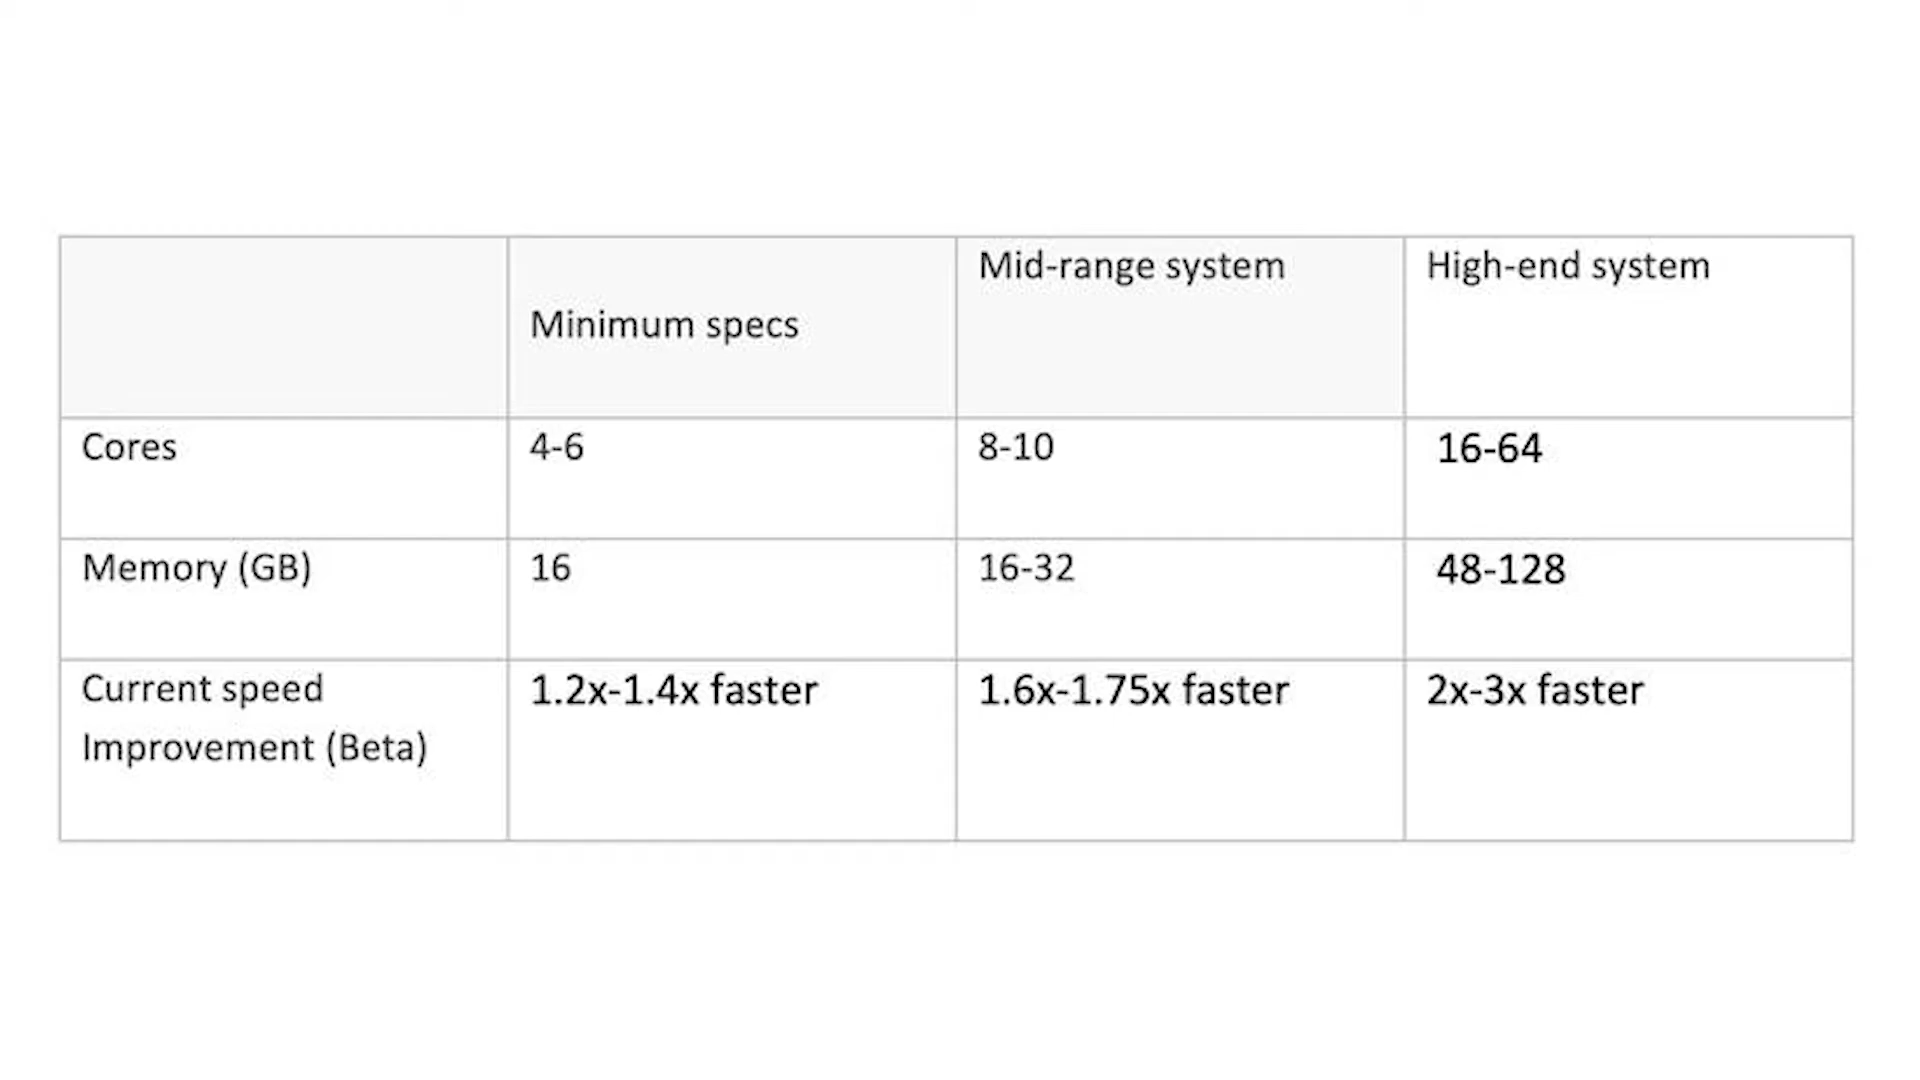 Minimum specs
Mid-range system
High-end system
Cores
4-6
8-10
16-64
Memory (GB)
16
16-32
48-128
Current speed
Improvement (Beta)
1.2x-1.4x faster
1.6x-1.75x faster
2x-3x faster